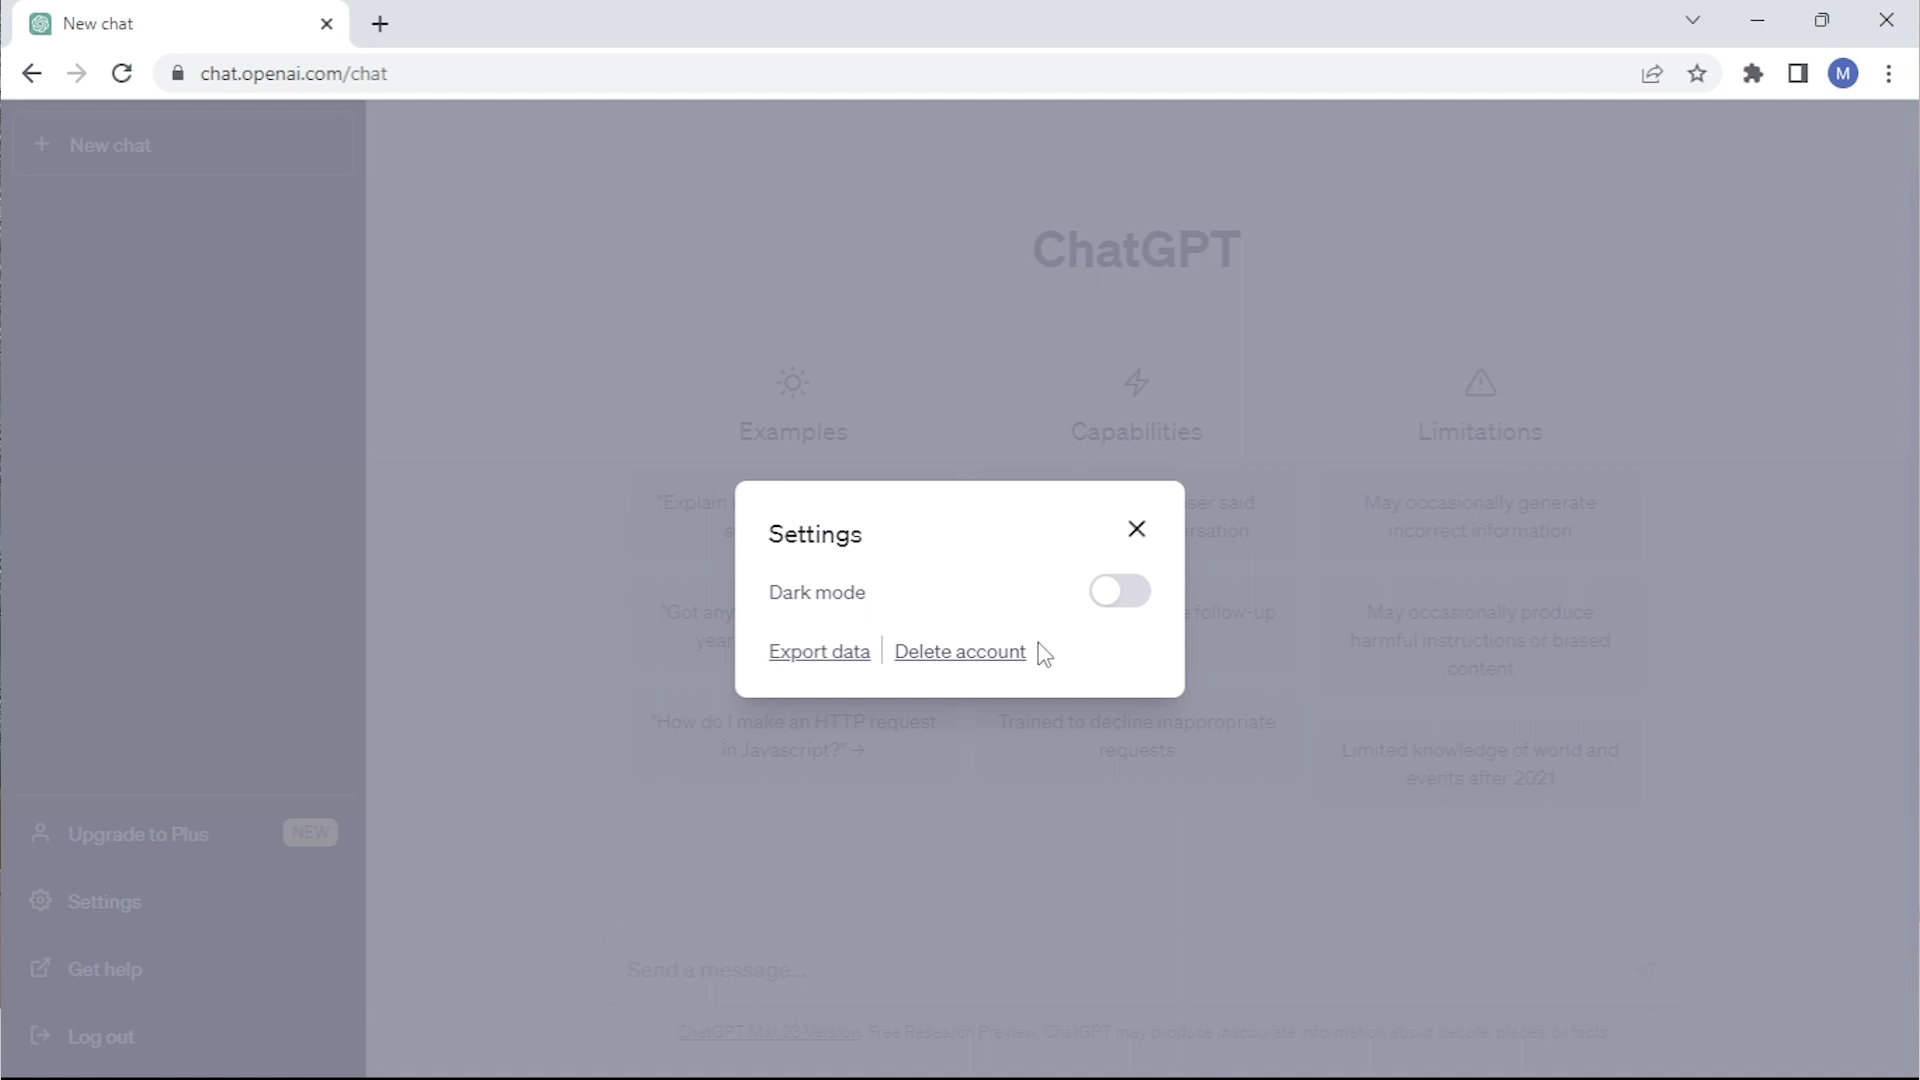 New chat
chat.openai.com/chat
M
New chat
ChatGPT
Examples
Capabilities
Limitations
"Explain
ser said
rsation
May occasionally generate
incorrect information
Settings
Dark mode
Export data
Delete account
"Got any
year
follow-up
May occasionally produce
harmful instructions or biased
content
"How do I make an HTTP request
in Javascript?" →
Trained to decline inappropriate
requests
Limited knowledge of world and
events after 2021
Upgrade to Plus
NEW
Settings
Get help
Log out
Send a message...
ChatGPT Mar 23 Version. Free Research Preview. ChatGPT may produce inaccurate information about people, places, or facts